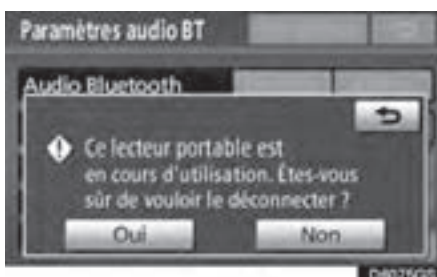 Paramètres audio BT
Audio Bluetooth
Ce lecteur portable est
en cours d'utilisation. Êtes-vous
sûr de vouloir le déconnecter ?
Oui
Non